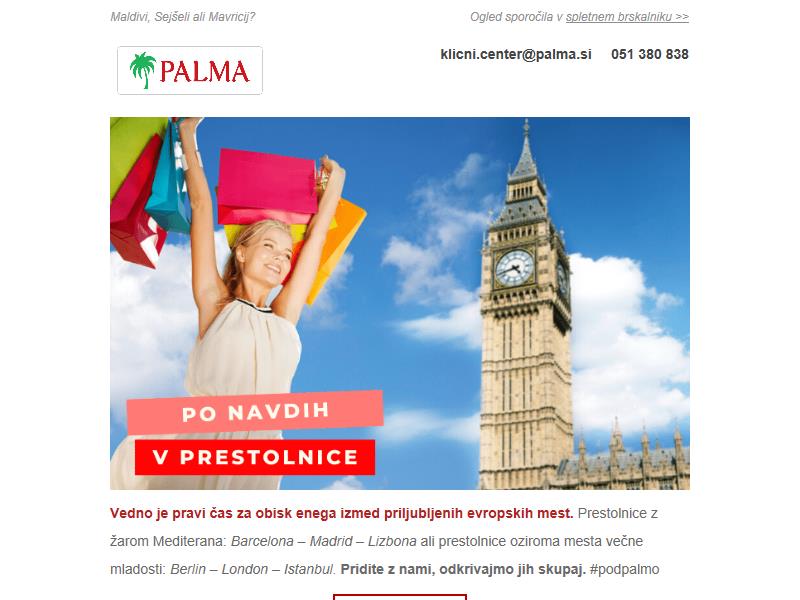 Maldivi, Sejšeli ali Mavricij?
Ogled sporočila v spletnem brskalniku >>
PALMA
klicni.center@palma.si 051 380 838
PO NAVDIH
V PRESTOLNICE
Vedno je pravi čas za obisk enega izmed priljubljenih evropskih mest. Prestolnice z
žarom Mediterana: Barcelona – Madrid – Lizbona ali prestolnice oziroma mesta večne
mladosti: Berlin – London – Istanbul. Pridite z nami, odkrivajmo jih skupaj. #podpalmo